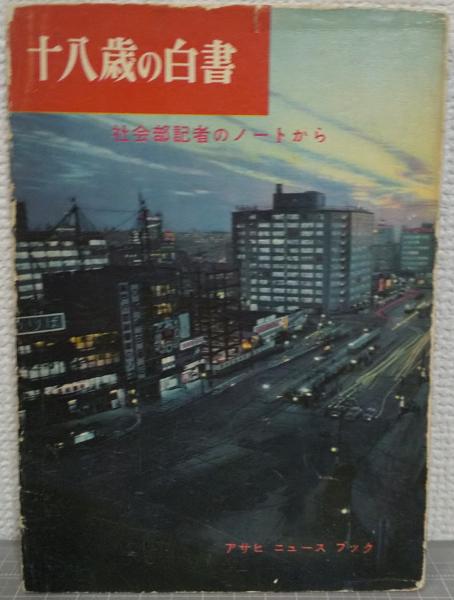 十八歳の白書
社会部記者のノートから
アサヒ ニュース ブック